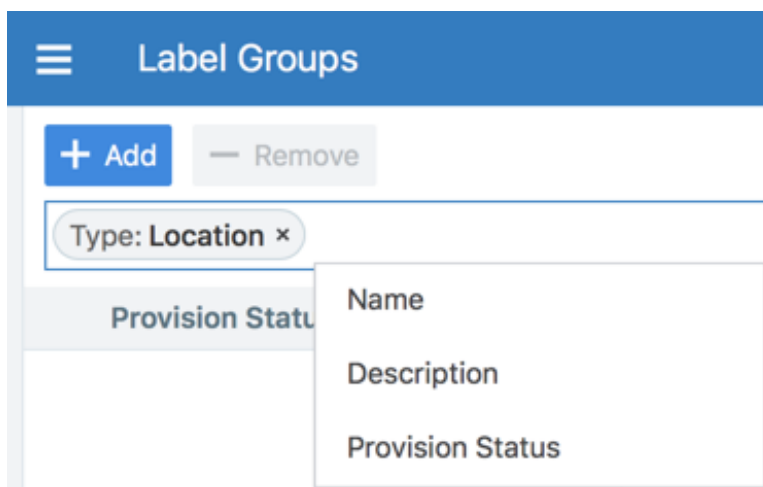 Label Groups
+ Add — Remove
Type: Location ×
Provision Statu
Name
Description
Provision Status